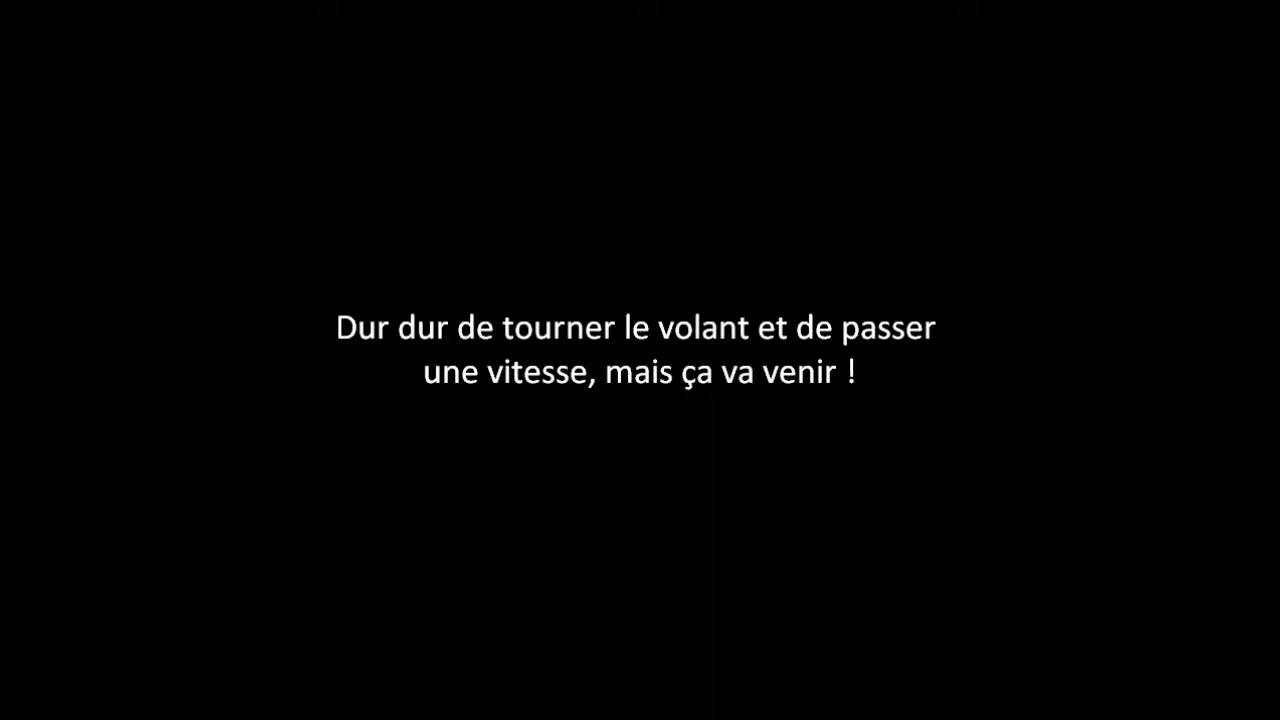 Dur dur de tourner le volant et de passer
une vitesse, mais ça va venir !